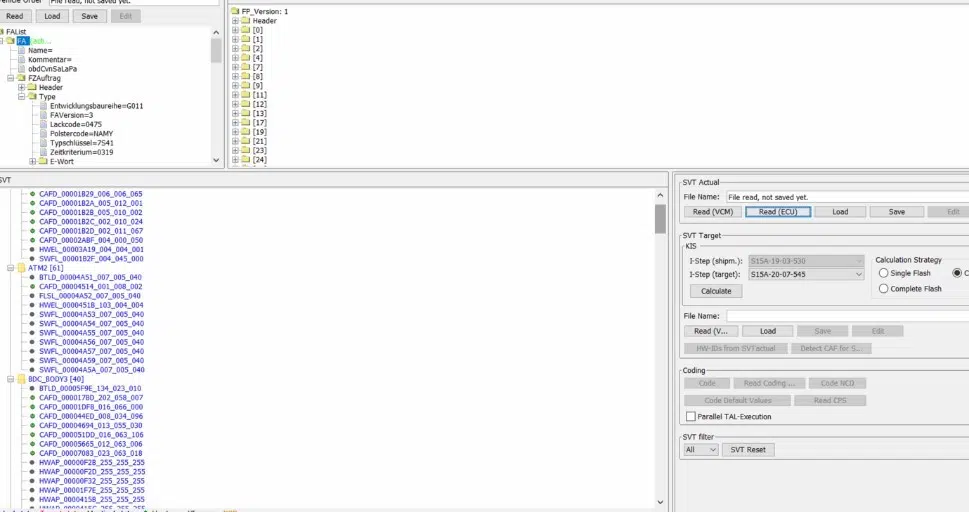 Vehicle Order File read, not saved yet.
Read Load Save Edit
FAList
FA
Name=
Kommentar=
obdCvnSaLaPa
FZAuftrag
Header
Type
Entwicklungsbaureihe=G011
FAVersion=3
Lackcode=0475
Polstercode=NAMY
Typschlüssel=7S41
Zeitkriterium=0319
E-Wort
FP_Version: 1
Header
[0]
[1]
[2]
[4]
[7]
[8]
[9]
[11]
[12]
[13]
[17]
[19]
[21]
[23]
[24]
SVT
CAFD_00001B29_006_006_065
CAFD_00001B2A_005_012_001
CAFD_00001B2B_005_010_002
CAFD_00001B2C_002_010_024
CAFD_00001B2D_002_011_067
CAFD_00002ABF_004_000_050
HWEL_00003A19_004_004_001
SWFL_00001B2F_004_045_000
ATM2 [61]
BTLD_00004A51_007_005_040
CAFD_00004514_001_008_002
FLSL_00004A52_007_005_040
HWEL_0000451B_103_004_004
SWFL_00004A53_007_005_040
SWFL_00004A54_007_005_040
SWFL_00004A55_007_005_040
SWFL_00004A56_007_005_040
SWFL_00004A57_007_005_040
SWFL_00004A59_007_005_040
SWFL_00004A5A_007_005_040
BDC_BODY3 [40]
BTLD_00005F9E_134_023_010
CAFD_000017BD_202_058_007
CAFD_00001DF8_016_066_000
CAFD_000044ED_008_034_096
CAFD_00004694_013_055_030
CAFD_000051DD_016_063_106
CAFD_00005665_012_063_006
CAFD_00007083_023_063_018
HWAP_00000F2B_255_255_255
HWAP_00000F2D_255_255_255
HWAP_00000F32_255_255_255
HWAP_00001F7E_255_255_255
HWAP_00004158_255_255_255
SVT Actual
File Name: File read, not saved yet.
Read (VCM) Read (ECU) Load Save Edit
SVT Target
KIS
I-Step (shipm.): S15A-19-03-530
I-Step (target): S15A-20-07-545
Calculate
Calculation Strategy
Single Flash C
Complete Flash
File Name:
Read (V... Load Save Edit
HW-IDs from SVTactual Detect CAF for S...
Coding
Code Read Coding ... Code NCD
Code Default Values Read CPS
Parallel TAL-Execution
SVT filter
All SVT Reset